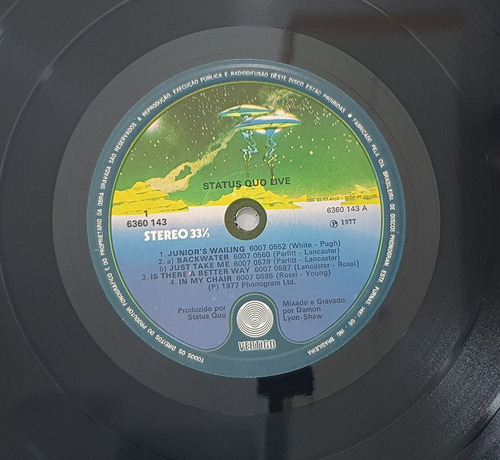 TODOS OS DIREITOS DO PRODUTOR FONOGRÁFICO E DO PROPRIETÁRIO DA OBRA GRAVADA SÃO RESERVADOS. A REPRODUÇÃO, EXECUÇÃO PÚBLICA E RADIODIFUSÃO DÊSTE DISCO ESTÃO PROIBIDAS
FABRICADO PELA CIA. BRASILEIRA DE DISCOS PHONOGRAM
IND. BRASILEIRA
STATUS QUO LIVE
1
6360 143
6360 143 A
STEREO 33⅓
℗ 1977
1. JUNIOR'S WAILING 6007 0552 (White - Pugh)
2. a) BACKWATER 6007 0560 (Parfitt - Lancaster)
b) JUST TAKE ME 6007 0579 (Parfitt - Lancaster)
3. IS THERE A BETTER WAY 6007 0587 (Lancaster - Rossi)
4. IN MY CHAIR 6007 0595 (Rossi - Young)
(P) 1977 Phonogram Ltd.
Produzido por
Status Quo
Mixado e Gravado
por Damon
Lyon-Shaw
VERTIGO